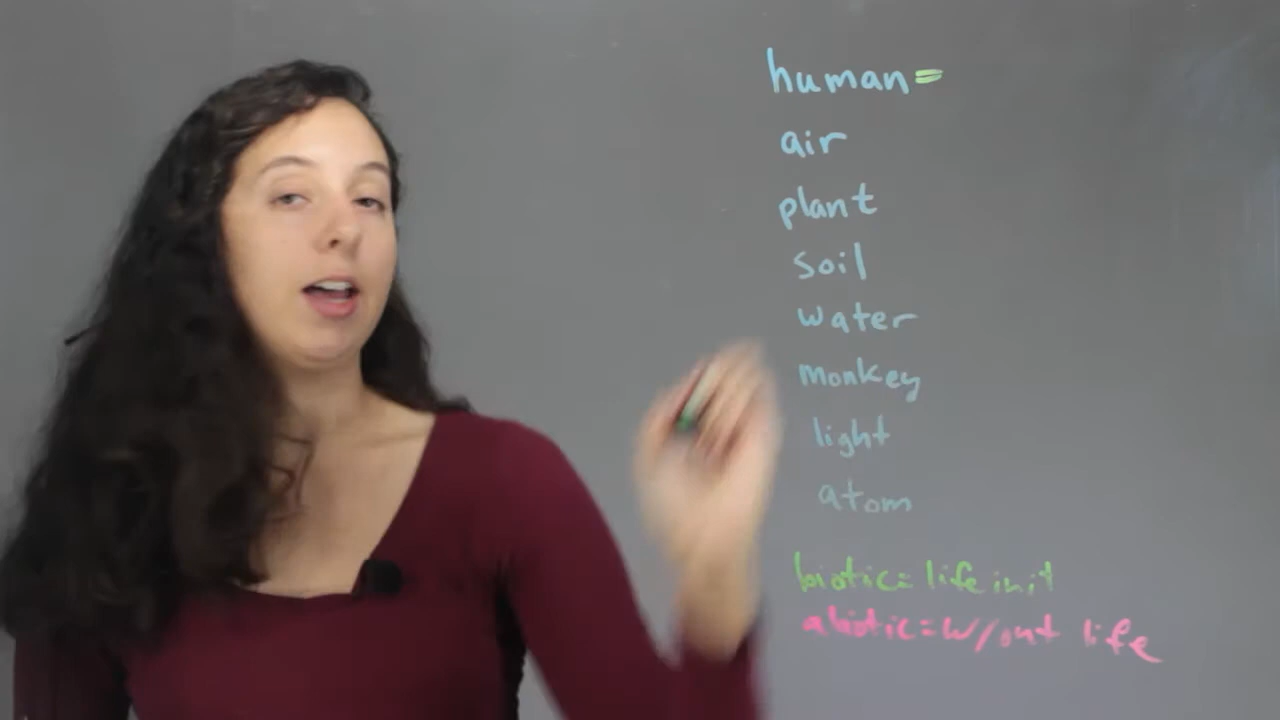 human=
air
plant
soil
water
monkey
light
atom
biotic= life in it
abiotic= w/out life